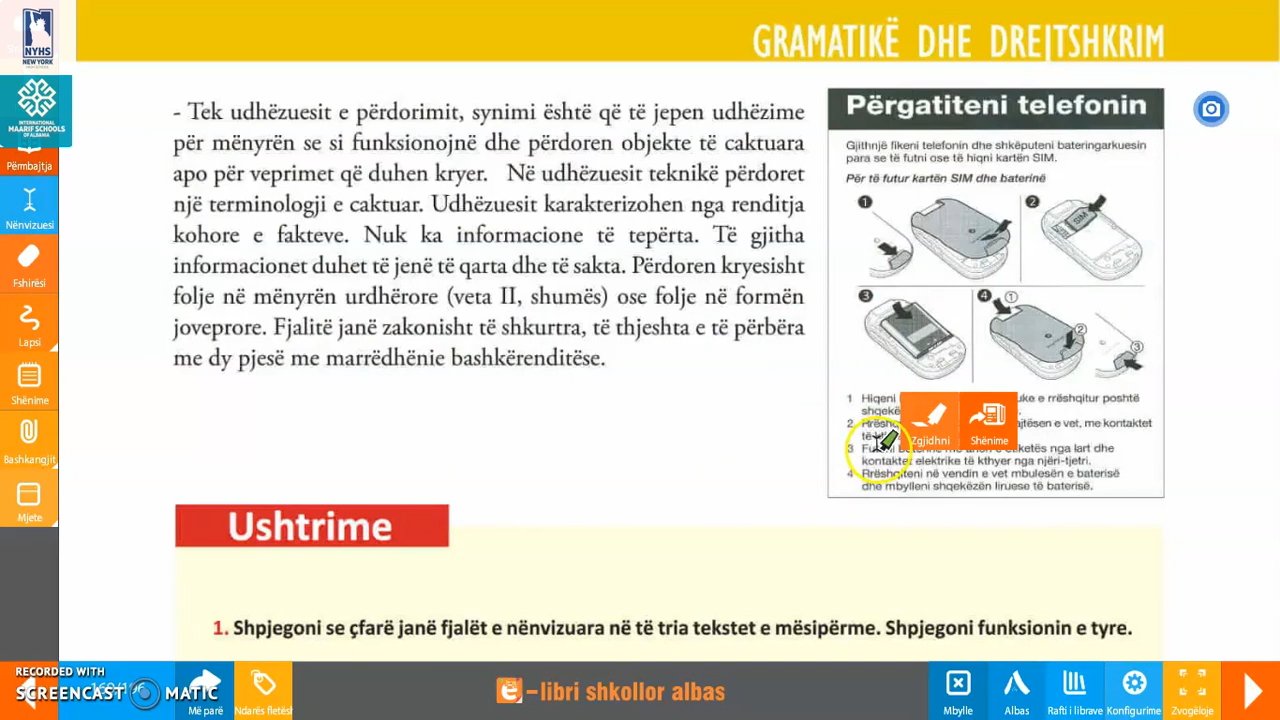 NYHS
NEW YORK
INTERNATIONAL
MAARIF SCHOOLS
OF ALBANIA
Përmbajtja
Nënvizuesi
Fshirësi
Lapsi
Shënime
Bashkangjit
Mjete
GRAMATIKË DHE DREJTSHKRIM
- Tek udhëzuesit e përdorimit, synimi është që të jepen udhëzime
për mënyrën se si funksionojnë dhe përdoren objekte të caktuara
apo për veprimet që duhen kryer. Në udhëzuesit teknikë përdoret
një terminologji e caktuar. Udhëzuesit karakterizohen nga renditja
kohore e fakteve. Nuk ka informacione të tepërta. Të gjitha
informacionet duhet të jenë të qarta dhe të sakta. Përdoren kryesisht
folje në mënyrën urdhërore (veta II, shumës) ose folje në formën
joveprore. Fjalitë janë zakonisht të shkurtra, të thjeshta e të përbëra
me dy pjesë me marrëdhënie bashkërenditëse.
Përgatiteni telefonin
Gjithnjë fikeni telefonin dhe shkëputeni bateringarkuesin
para se të futni ose të hiqni kartën SIM.
Për të futur kartën SIM dhe baterinë
1
2
SIM
3
4
1
2
3
1 Hiqeni uke e rrëshqitur poshtë
2 ajtësen e vet, me kontaktet
3 etiketës nga lart dhe
kontaktet elektrike të kthyer nga njëri-tjetri.
4 Rrëshqiteni në vendin e vet mbulesën e baterisë
dhe mbylleni shqekëzën liruese të baterisë.
Zgjidhni
Shënime
Ushtrime
1. Shpjegoni se çfarë janë fjalët e nënvizuara në të tria tekstet e mësipërme. Shpjegoni funksionin e tyre.
RECORDED WITH
SCREENCAST MATIC
Më parë
Ndarës fletësh
e-libri shkollor albas
Mbylle
Albas
Rafti i librave
Konfigurime
Zvogëloje